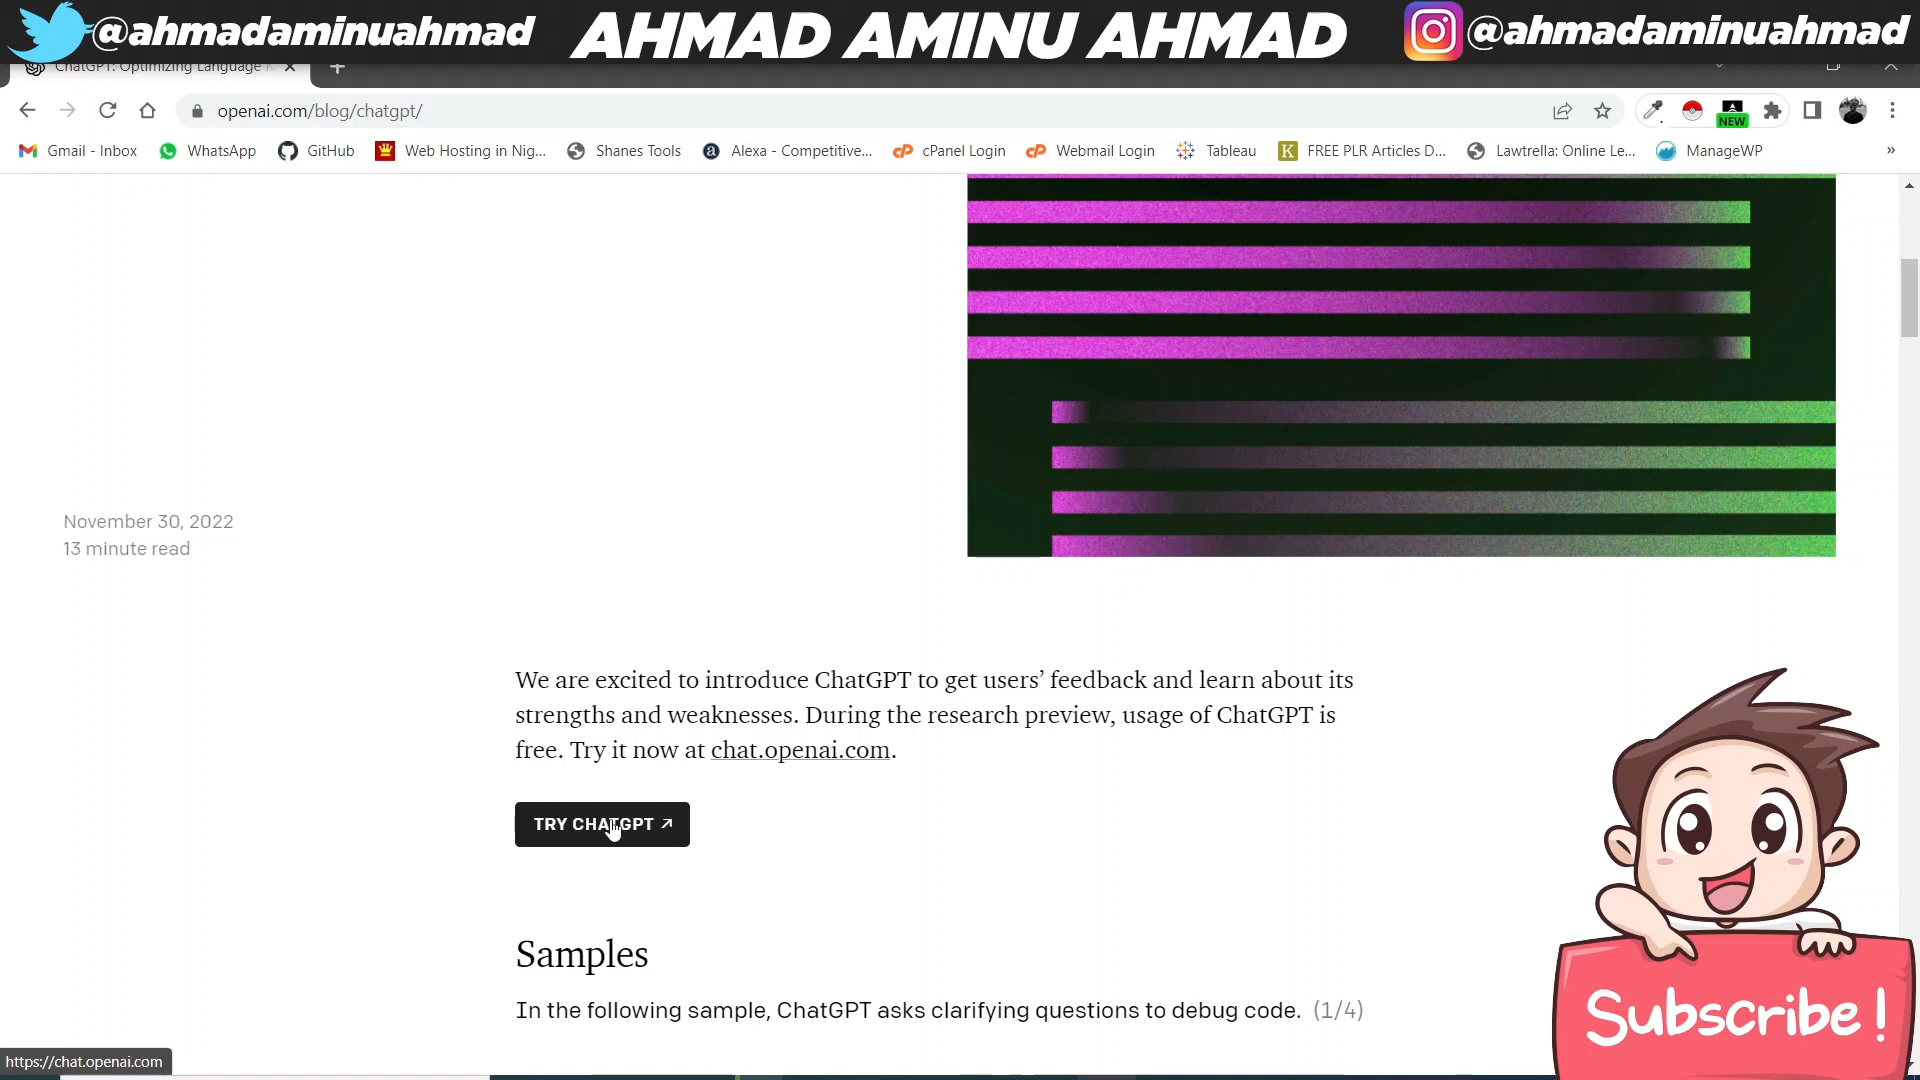 @ahmadaminuahmad
AHMAD AMINU AHMAD
@ahmadaminuahmad
ChatGPT: Optimizing Language
openai.com/blog/chatgpt/
NEW
Gmail - Inbox
WhatsApp
GitHub
Web Hosting in Nig...
Shanes Tools
Alexa - Competitive...
cPanel Login
Webmail Login
Tableau
FREE PLR Articles D...
Lawtrella: Online Le...
ManageWP
»
November 30, 2022
13 minute read
We are excited to introduce ChatGPT to get users’ feedback and learn about its
strengths and weaknesses. During the research preview, usage of ChatGPT is
free. Try it now at chat.openai.com.
TRY CHATGPT ↗
Samples
In the following sample, ChatGPT asks clarifying questions to debug code. (1/4)
Subscribe!
https://chat.openai.com